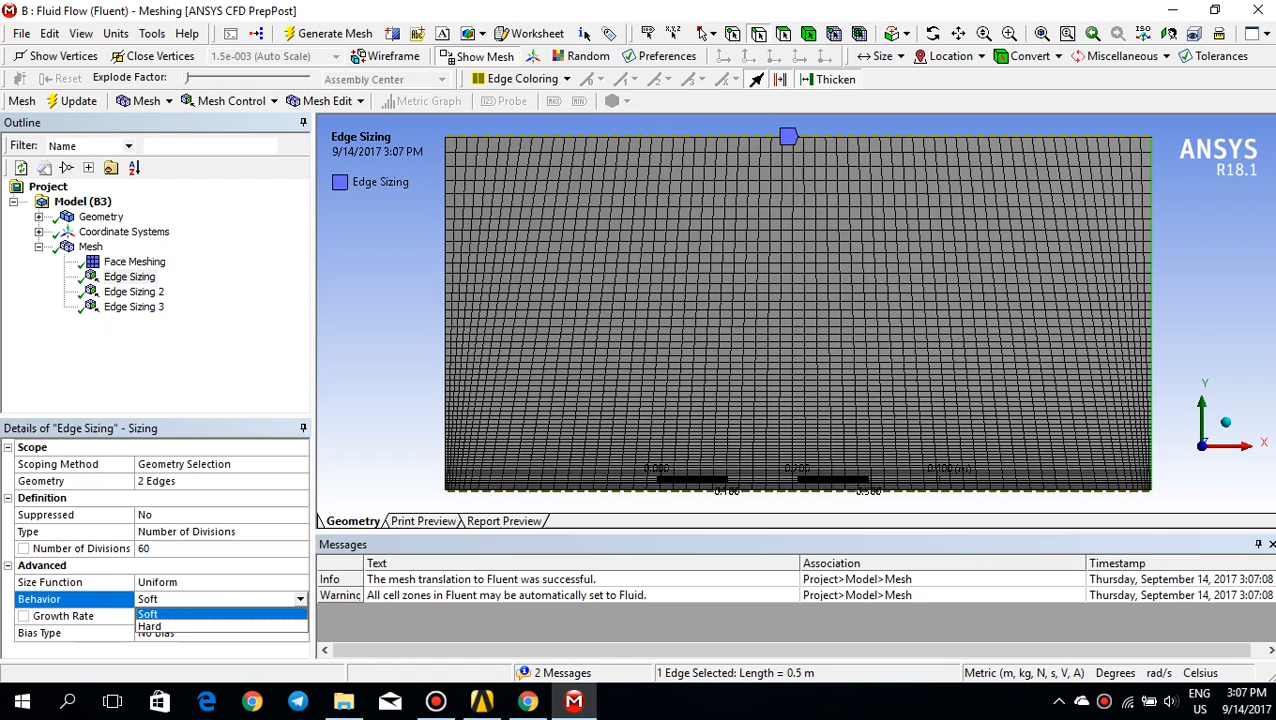 B : Fluid Flow (Fluent) - Meshing [ANSYS CFD PrepPost]
File Edit View Units Tools Help Generate Mesh Worksheet
Show Vertices Close Vertices 1.5e-003 (Auto Scale) Wireframe Show Mesh Random Preferences Size Location Convert Miscellaneous Tolerances
Reset Explode Factor: Assembly Center Edge Coloring Thicken
Mesh Update Mesh Mesh Control Mesh Edit Metric Graph Probe MAX MIN
Outline
Filter: Name
Project
Model (B3)
Geometry
Coordinate Systems
Mesh
Face Meshing
Edge Sizing
Edge Sizing 2
Edge Sizing 3
Edge Sizing
9/14/2017 3:07 PM
Edge Sizing
ANSYS
R18.1
Y
X
0.100
Details of "Edge Sizing" - Sizing
Scope
Scoping Method Geometry Selection
Geometry 2 Edges
Definition
Suppressed No
Type Number of Divisions
Number of Divisions 60
Advanced
Size Function Uniform
Behavior Soft
Soft
Growth Rate Hard
Bias Type No Bias
Geometry Print Preview Report Preview
Messages
Text Association Timestamp
Info The mesh translation to Fluent was successful. Project>Model>Mesh Thursday, September 14, 2017 3:07:08
Warninc All cell zones in Fluent may be automatically set to Fluid. Project>Model>Mesh Thursday, September 14, 2017 3:07:08
2 Messages 1 Edge Selected: Length = 0.5 m Metric (m, kg, N, s, V, A) Degrees rad/s Celsius
ENG 3:07 PM
US 9/14/2017